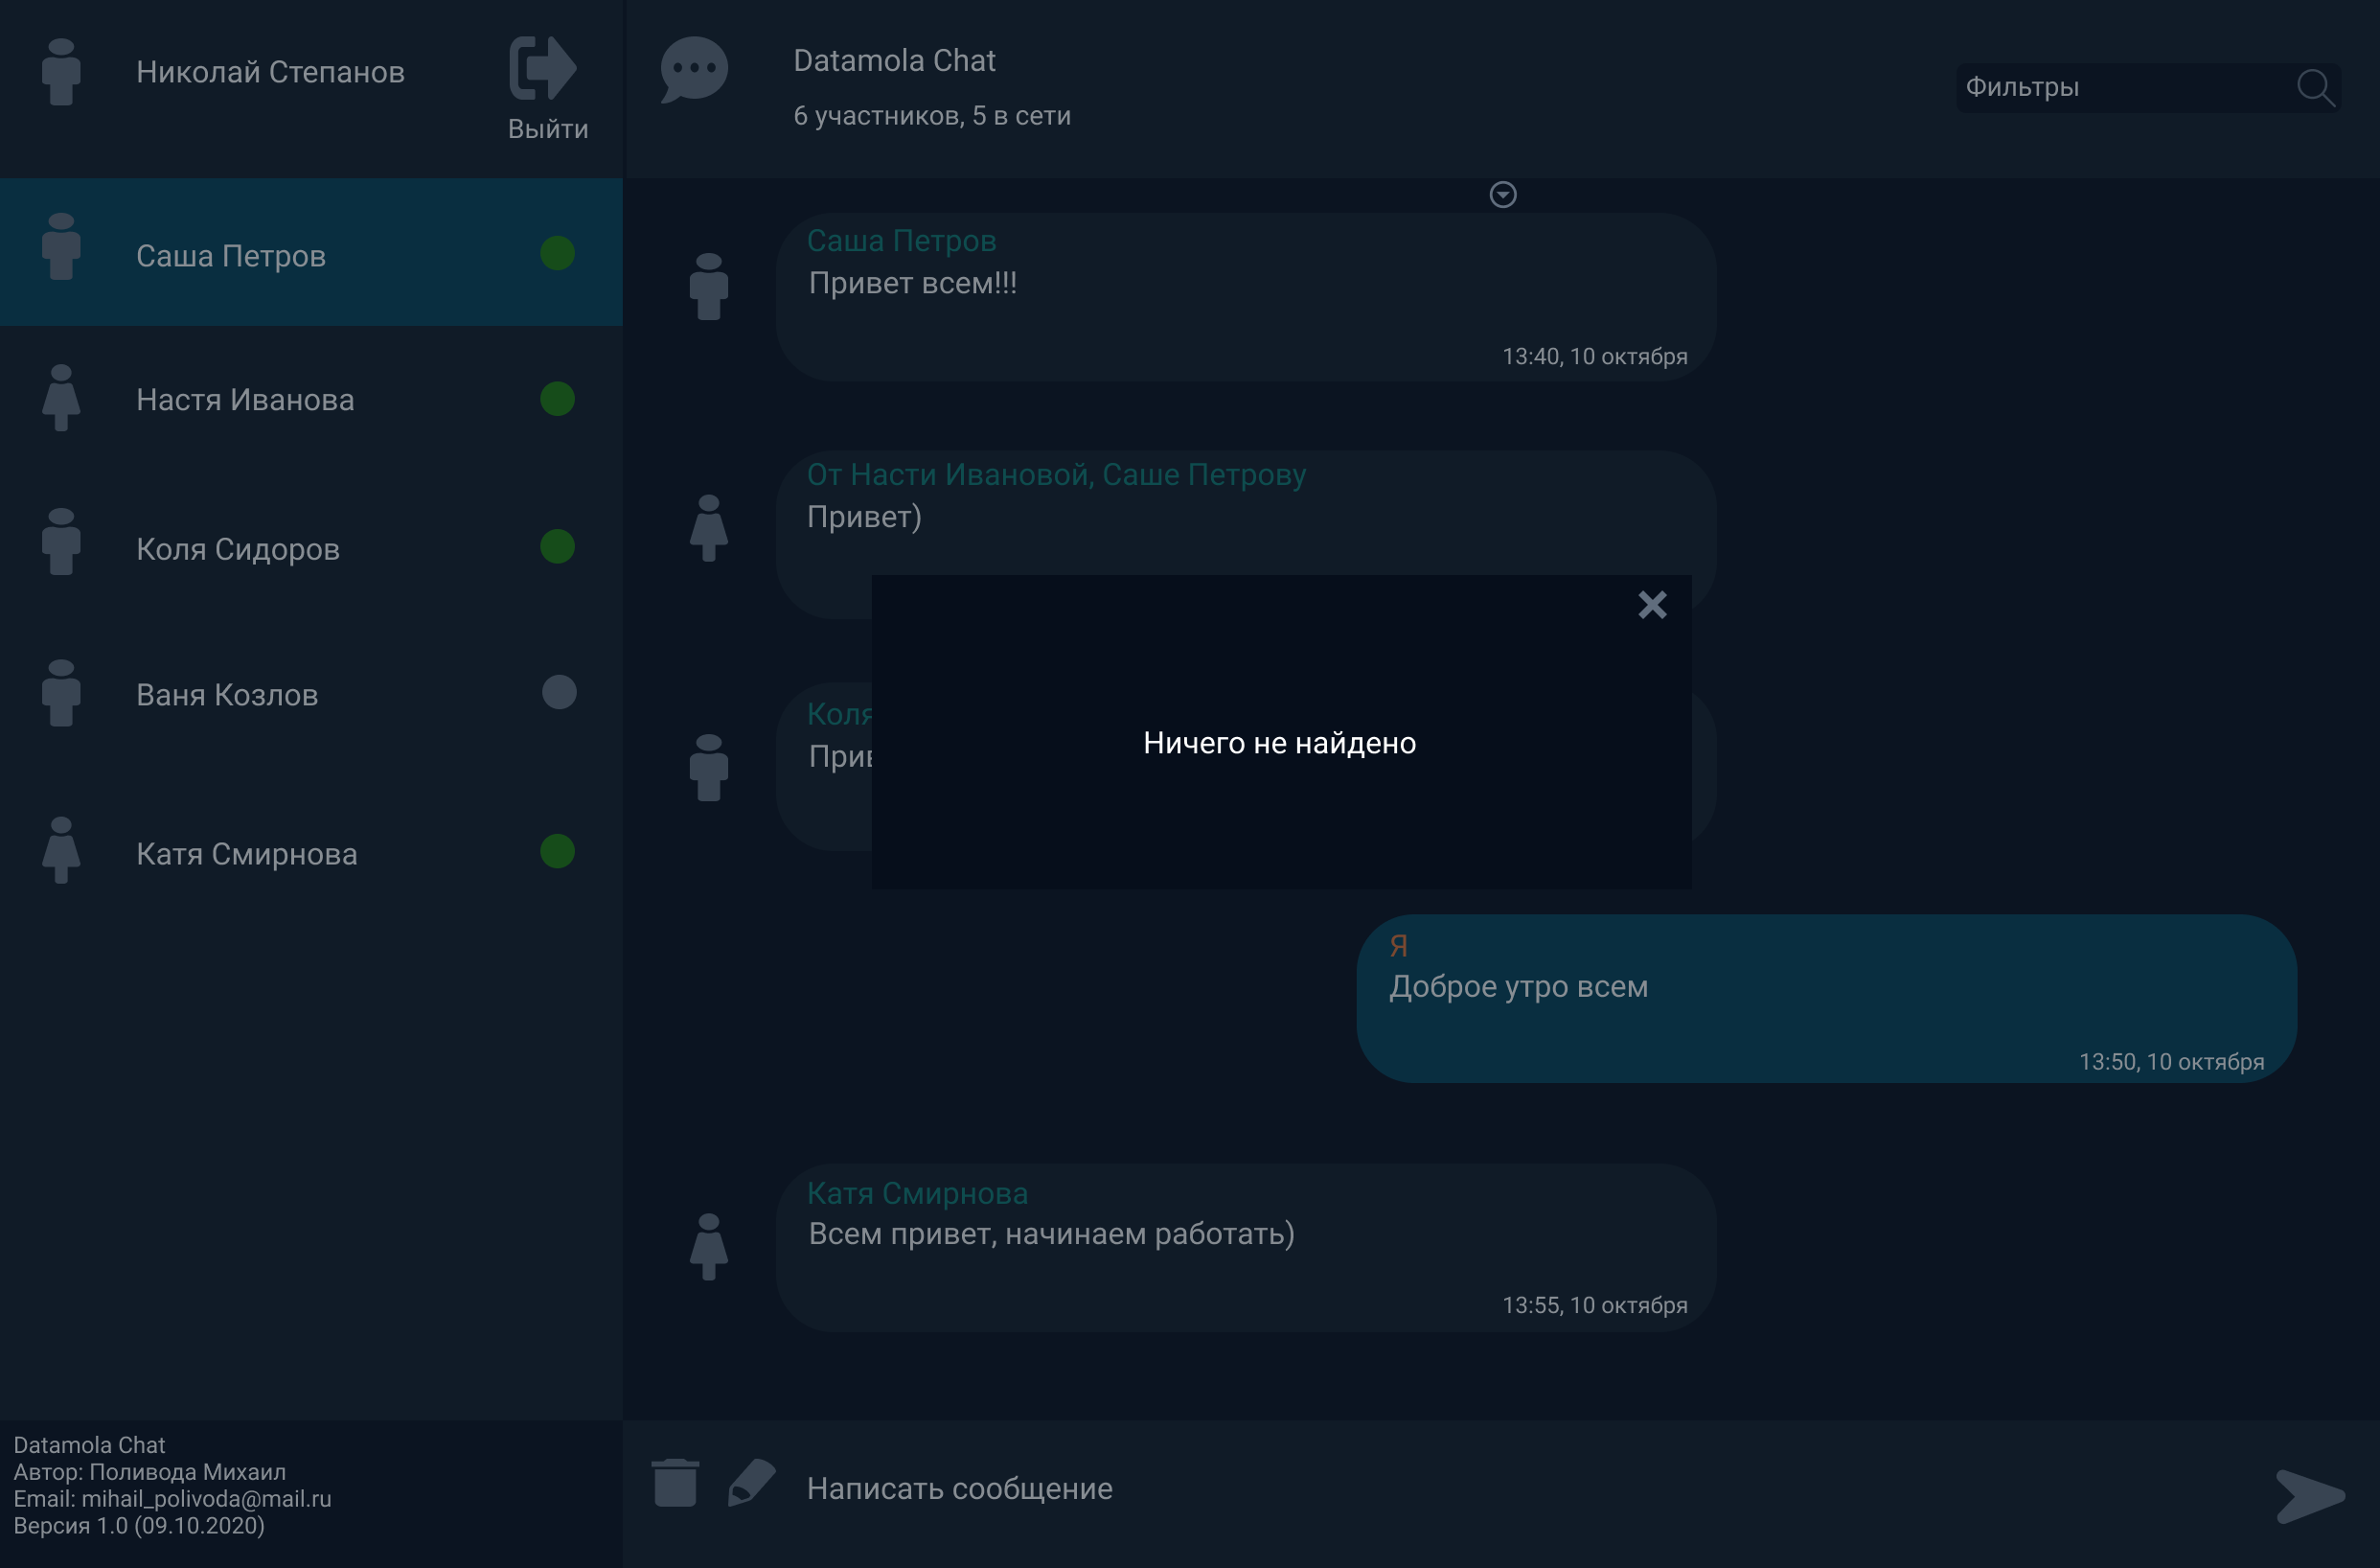 Николай Степанов
Выйти
Datamola Chat
6 участников, 5 в сети
Фильтры
Саша Петров
Настя Иванова
Коля Сидоров
Ваня Козлов
Катя Смирнова
Саша Петров
Привет всем!!!
13:40, 10 октября
От Насти Ивановой, Саше Петрову
Привет)
Коля
Ничего не найдено
Я
Доброе утро всем
13:50, 10 октября
Катя Смирнова
Всем привет, начинаем работать)
13:55, 10 октября
Datamola Chat
Автор: Поливода Михаил
Email: mihail_polivoda@mail.ru
Версия 1.0 (09.10.2020)
Написать сообщение